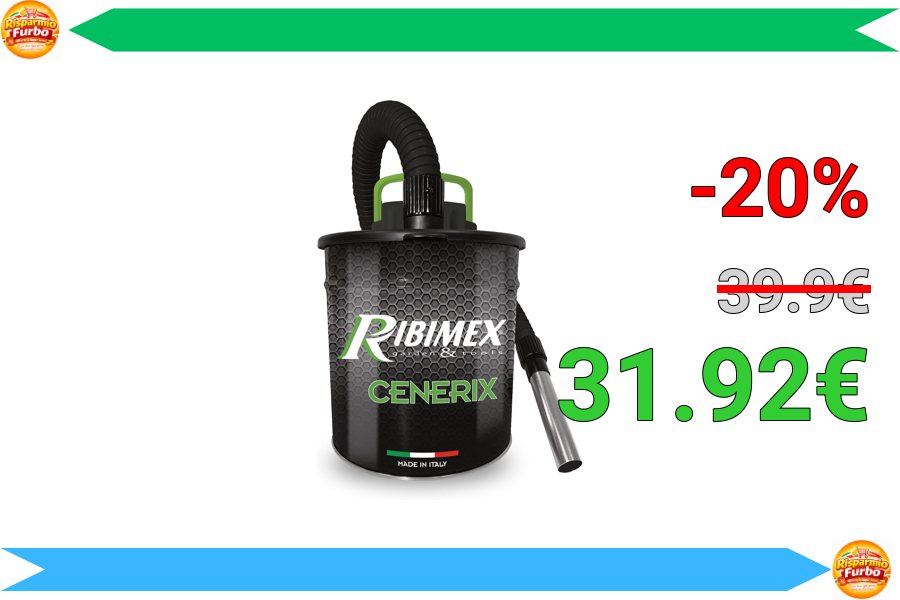 Risparmio
Furbo
-20%
39.9€
31.92€
RIBIMEX
garden & tools
CENERIX
MADE IN ITALY
Risparmio
Furbo